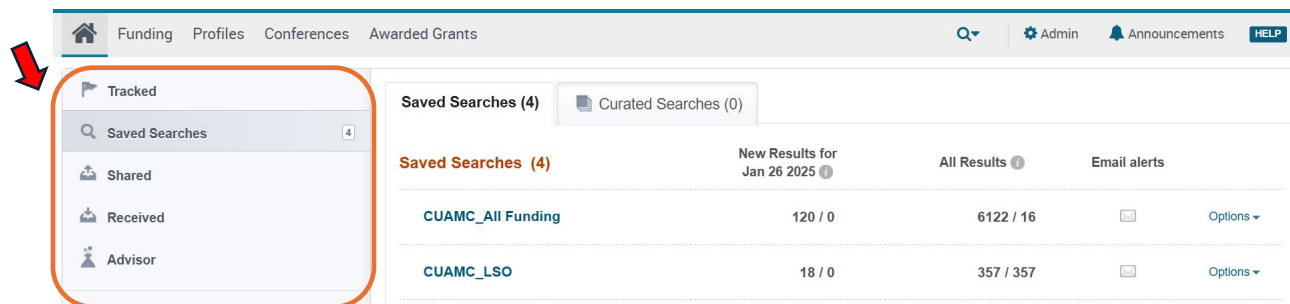 Funding Profiles Conferences Awarded Grants Admin Announcements HELP
Tracked
Saved Searches 4
Shared
Received
Advisor
Saved Searches (4) Curated Searches (0)
Saved Searches (4) New Results for Jan 26 2025 All Results Email alerts
CUAMC_All Funding 120 / 0 6122 / 16 Options
CUAMC_LSO 18 / 0 357 / 357 Options